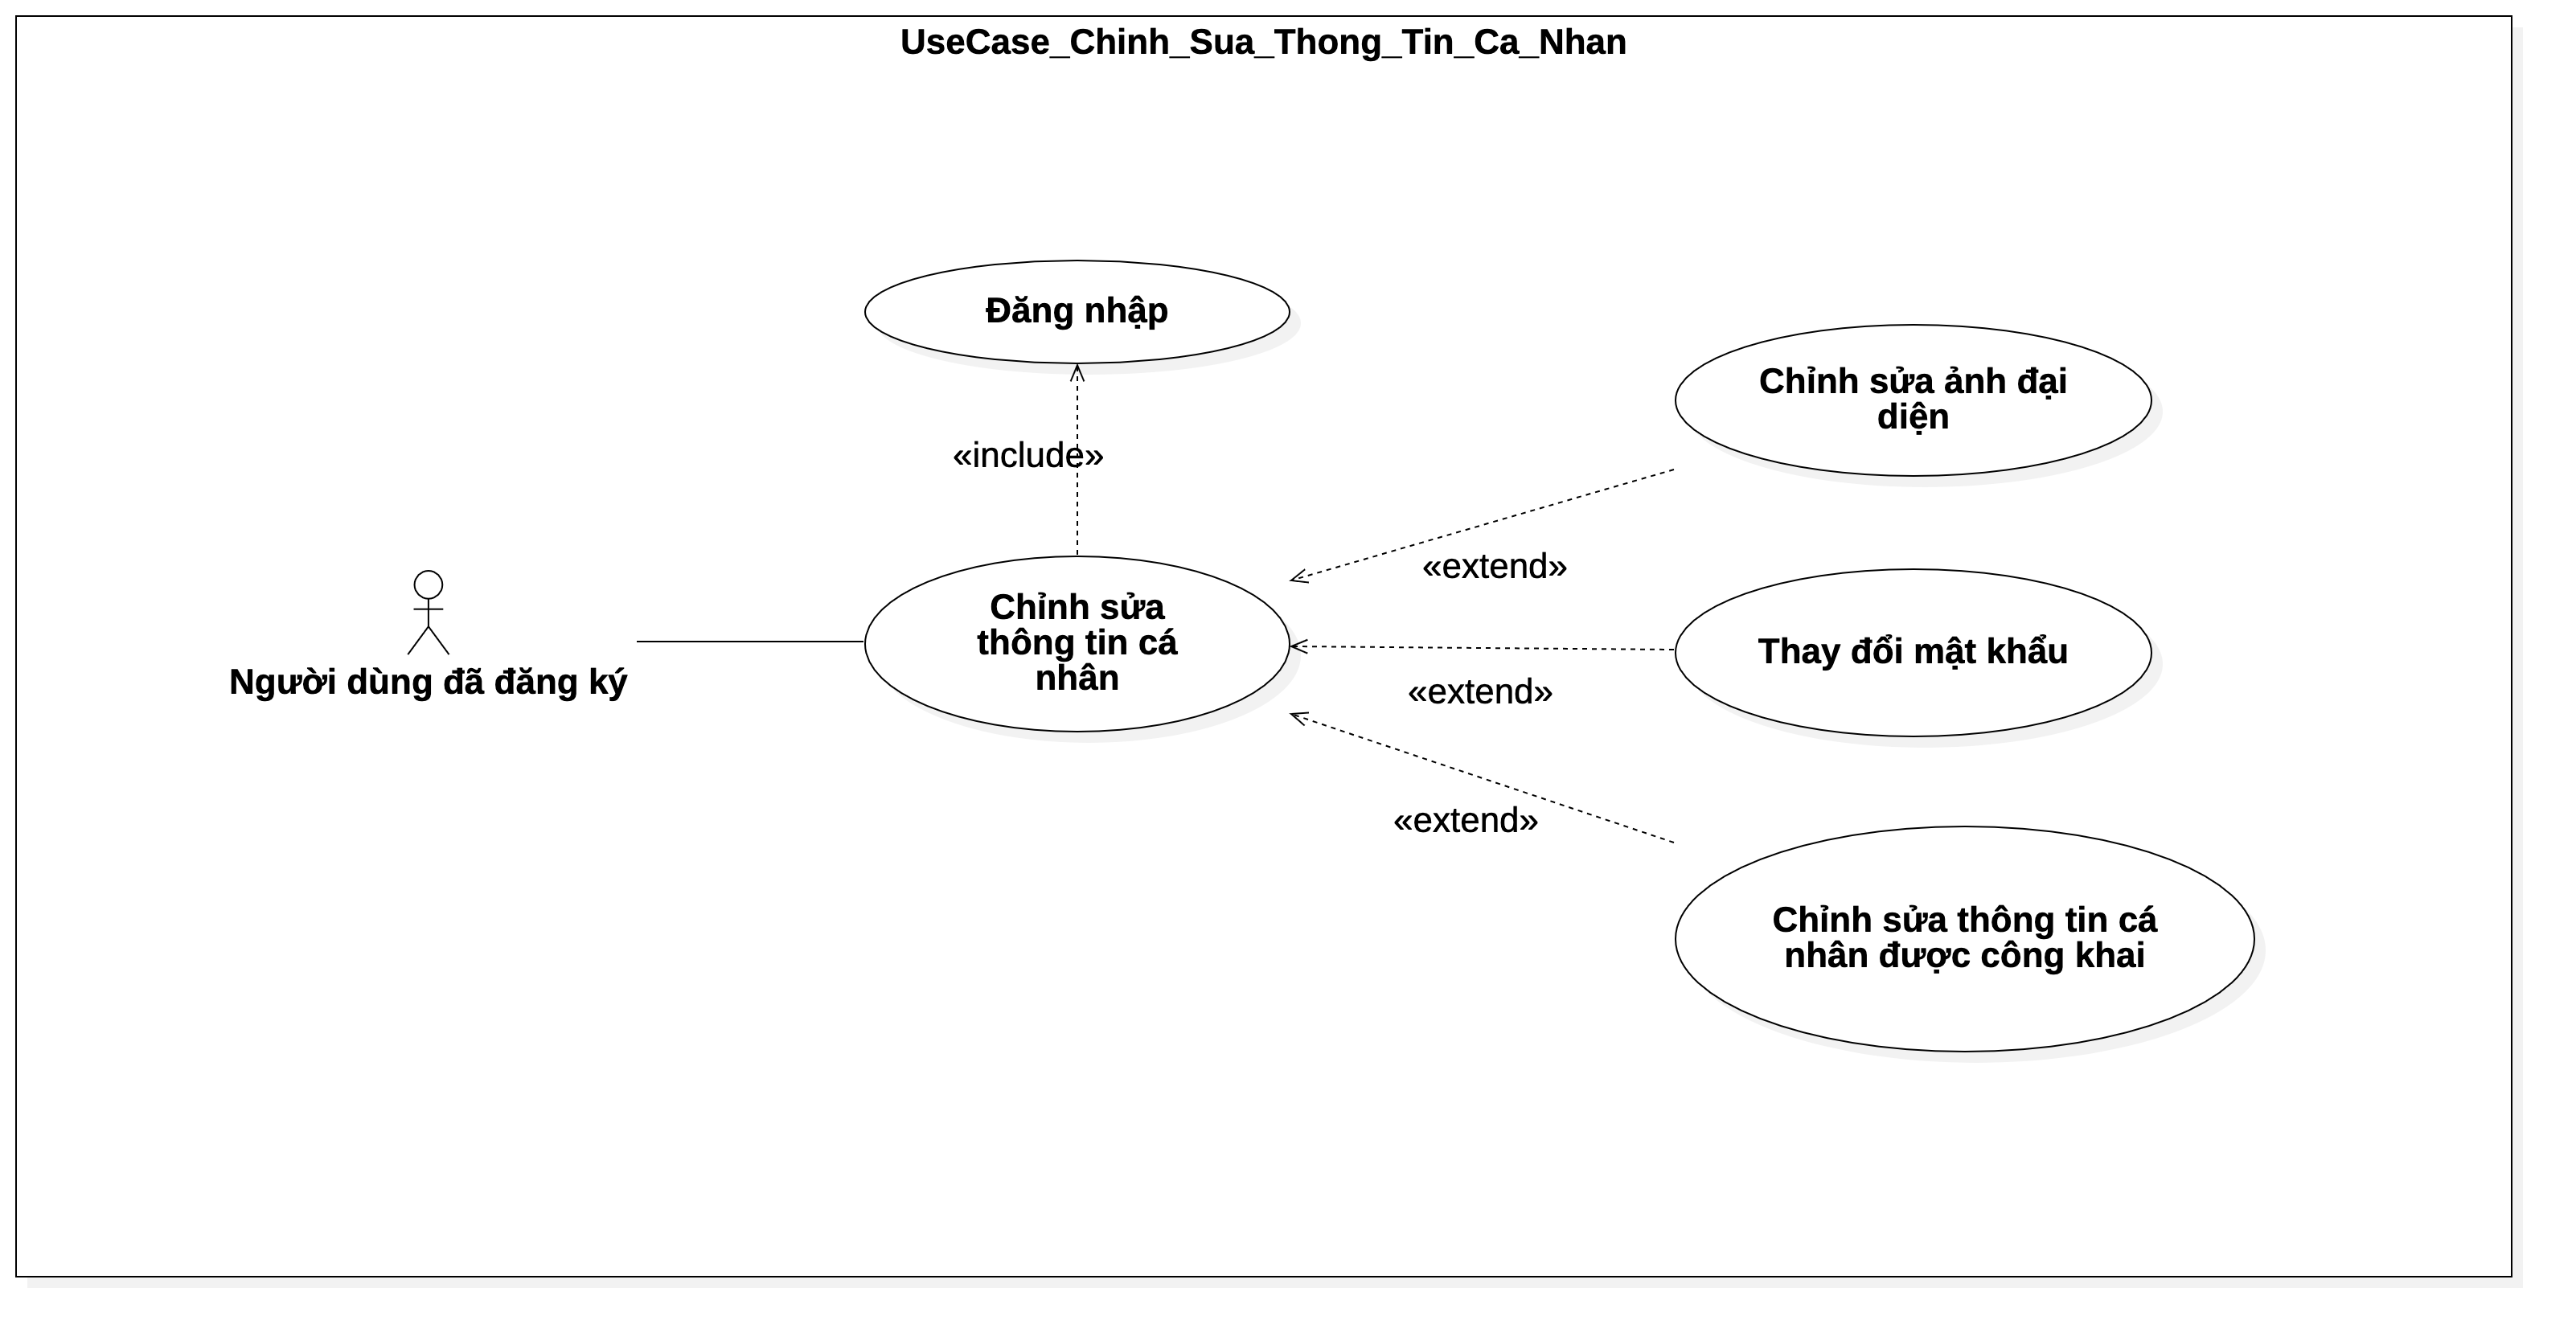 UseCase_Chinh_Sua_Thong_Tin_Ca_Nhan
Đăng nhập
Chỉnh sửa ảnh đại
diện
«include»
«extend»
Chỉnh sửa
thông tin cá
nhân
Người dùng đã đăng ký
Thay đổi mật khẩu
«extend»
«extend»
Chỉnh sửa thông tin cá
nhân được công khai